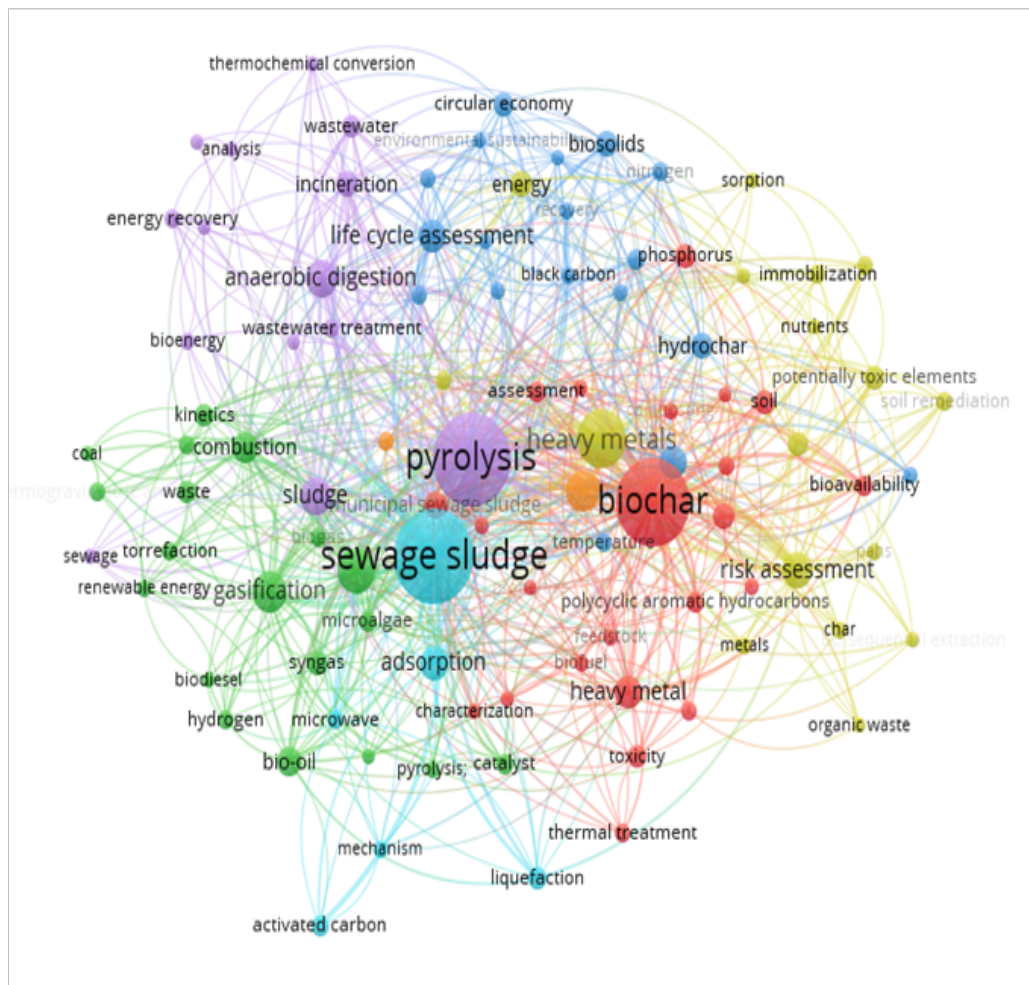 thermochemical conversion
circular economy
wastewater
environmental sustainability
biosolids
analysis
nitrogen
incineration
energy
sorption
recovery
energy recovery
life cycle assessment
phosphorus
anaerobic digestion
black carbon
immobilization
wastewater treatment
nutrients
bioenergy
hydrochar
potentially toxic elements
assessment
soil
soil remediation
kinetics
heavy metals
combustion
coal
pyrolysis
waste
sludge
bioavailability
municipal sewage sludge
biochar
biogas
temperature
sewage
torrefaction
sewage sludge
pahs
risk assessment
renewable energy
gasification
polycyclic aromatic hydrocarbons
microalgae
char
feedstock
sequential extraction
metals
syngas
adsorption
biofuel
biodiesel
heavy metal
hydrogen
microwave
characterization
organic waste
bio-oil
pyrolysis;
catalyst
toxicity
thermal treatment
mechanism
liquefaction
activated carbon